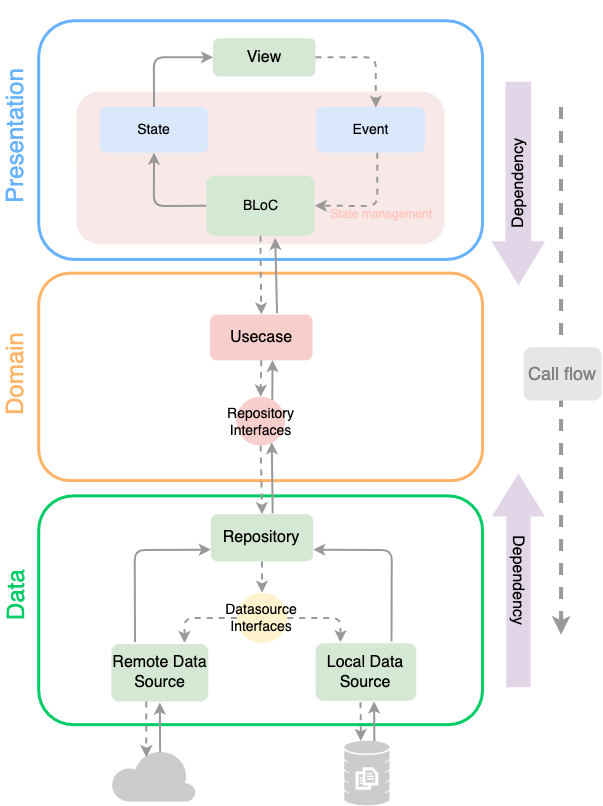 Presentation
View
State
Event
BLoC
State management
Dependency
Domain
Usecase
Repository
Interfaces
Call flow
Data
Repository
Datasource
Interfaces
Remote Data
Source
Local Data
Source
Dependency